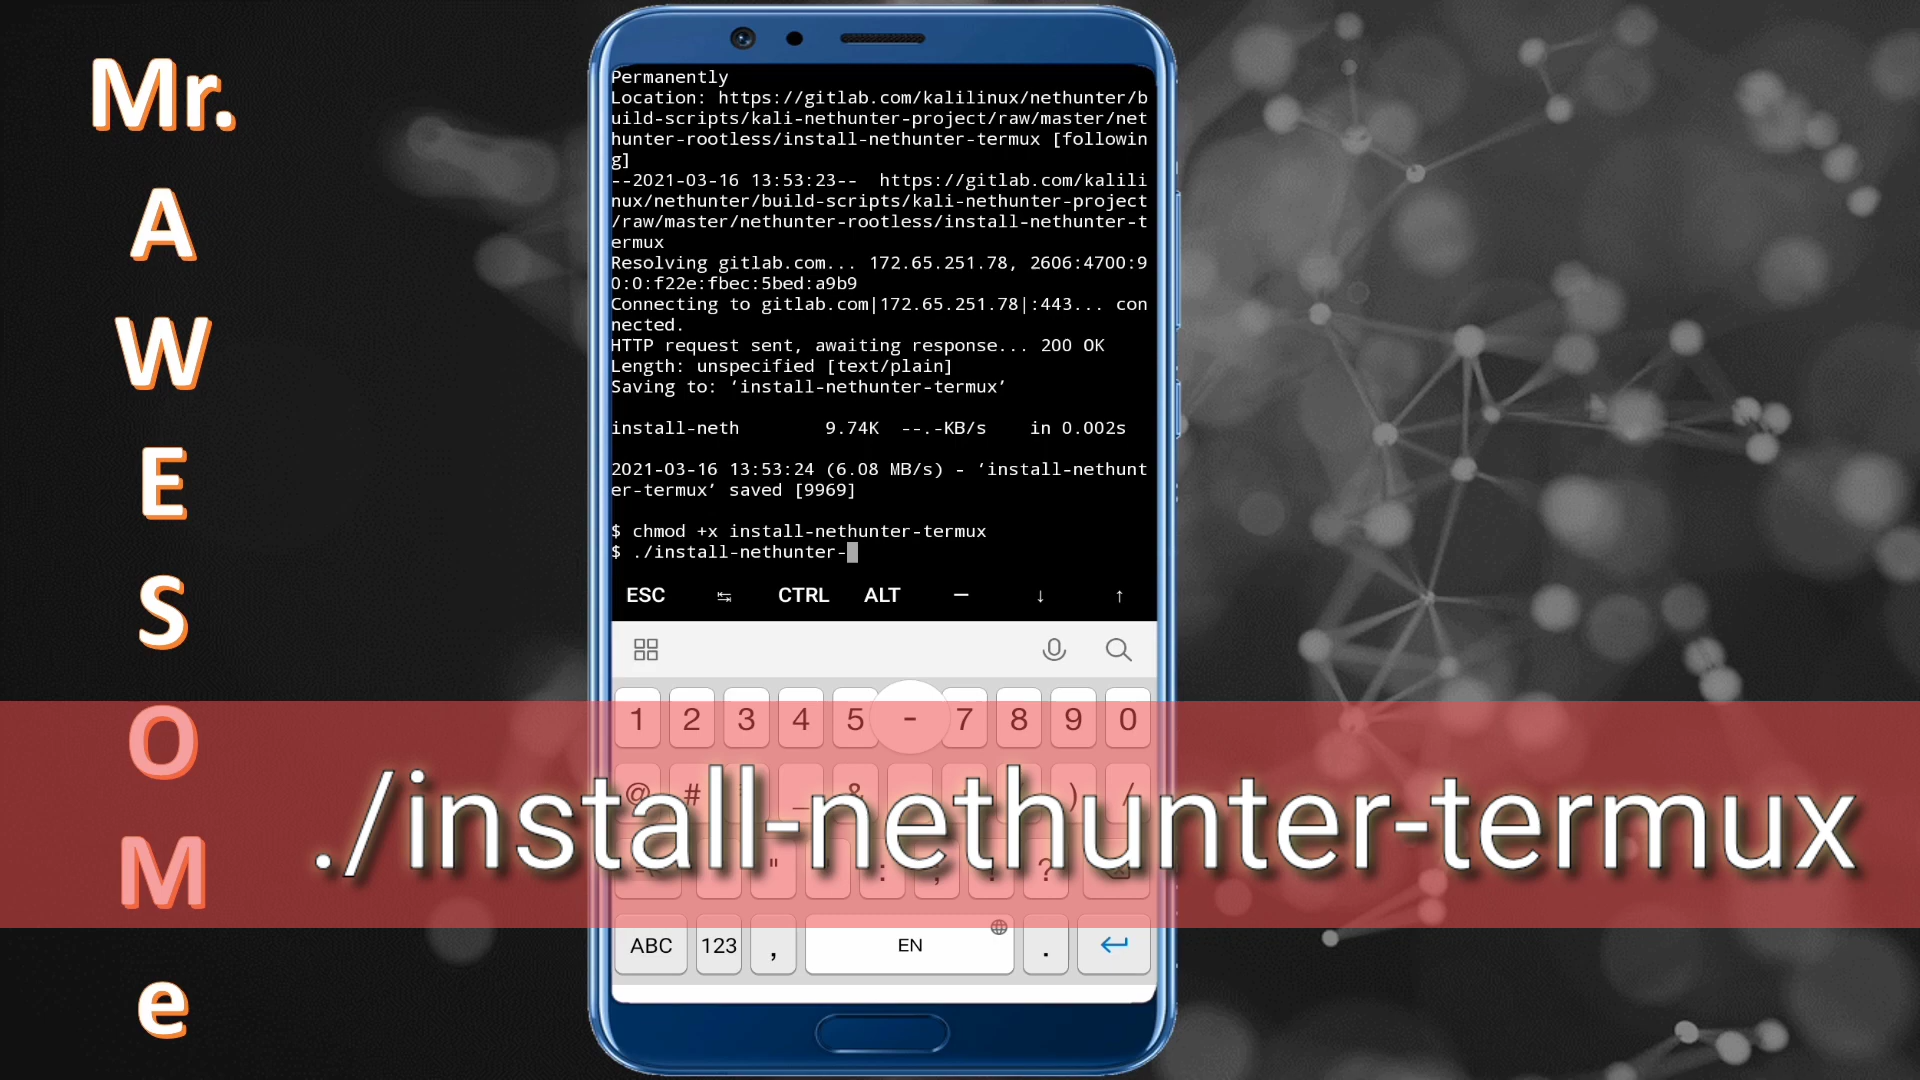 Mr.
A
W
E
S
O
M
e
Permanently
Location: https://gitlab.com/kalilinux/nethunter/b
uild-scripts/kali-nethunter-project/raw/master/net
hunter-rootless/install-nethunter-termux [followin
g]
--2021-03-16 13:53:23--  https://gitlab.com/kalili
nux/nethunter/build-scripts/kali-nethunter-project
/raw/master/nethunter-rootless/install-nethunter-t
ermux
Resolving gitlab.com... 172.65.251.78, 2606:4700:9
0:0:f22e:fbec:5bed:a9b9
Connecting to gitlab.com|172.65.251.78|:443... con
nected.
HTTP request sent, awaiting response... 200 OK
Length: unspecified [text/plain]
Saving to: ‘install-nethunter-termux’
install-neth        9.74K  --.-KB/s    in 0.002s
2021-03-16 13:53:24 (6.08 MB/s) - ‘install-nethunt
er-termux’ saved [9969]
$ chmod +x install-nethunter-termux
$ ./install-nethunter-
ESC ↹ CTRL ALT — ↓ ↑
1 2 3 4 5 - 7 8 9 0
@ # _ & ) /
./install-nethunter-termux
" : ; ! ?
ABC 123 , EN .